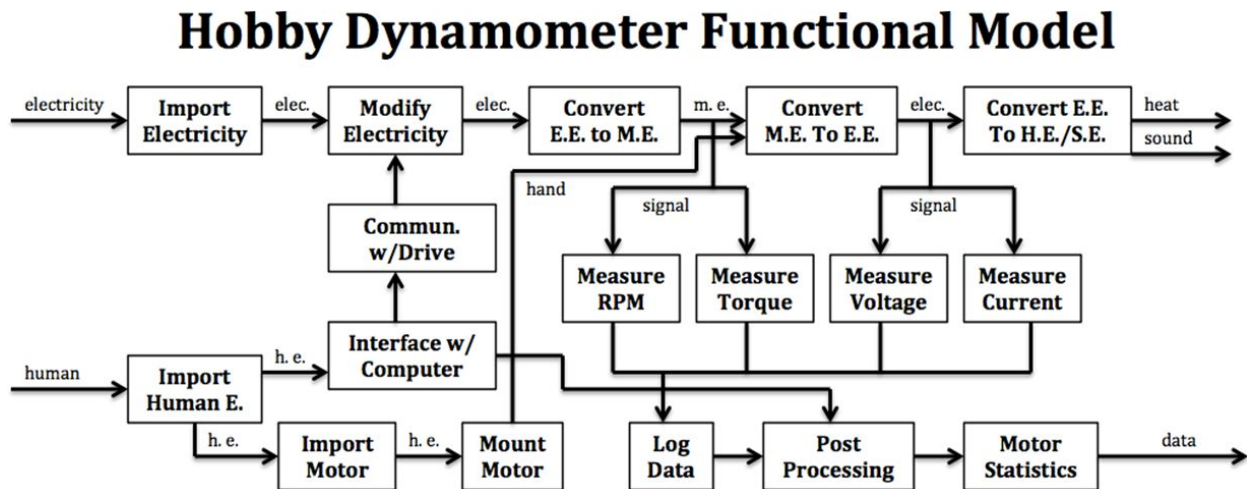 Hobby Dynamometer Functional Model
electricity
Import
Electricity
elec.
Modify
Electricity
elec.
Convert
E.E. to M.E.
m. e.
Convert
M.E. To E.E.
elec.
Convert E.E.
To H.E./S.E.
heat
sound
hand
signal
signal
Commun.
w/Drive
Measure
RPM
Measure
Torque
Measure
Voltage
Measure
Current
human
Import
Human E.
h. e.
Interface w/
Computer
h. e.
Import
Motor
h. e.
Mount
Motor
Log
Data
Post
Processing
Motor
Statistics
data